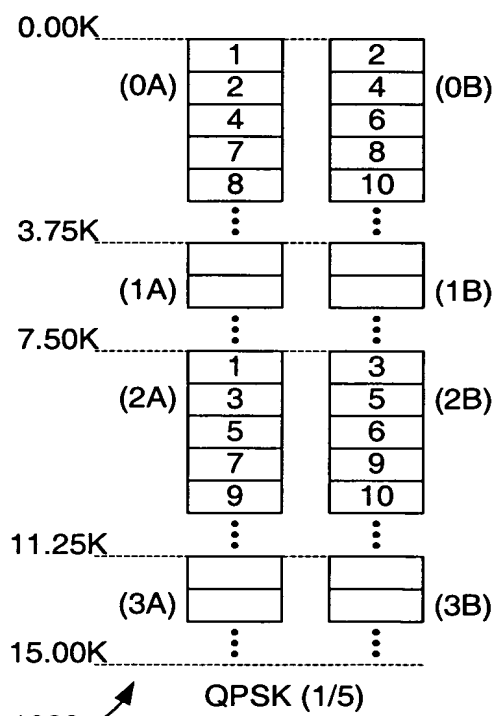 0.00K
1 2
(0A) 2 4 (0B)
4 6
7 8
8 10
3.75K
(1A) (1B)
7.50K
1 3
(2A) 3 5 (2B)
5 6
7 9
9 10
11.25K
(3A) (3B)
15.00K
QPSK (1/5)